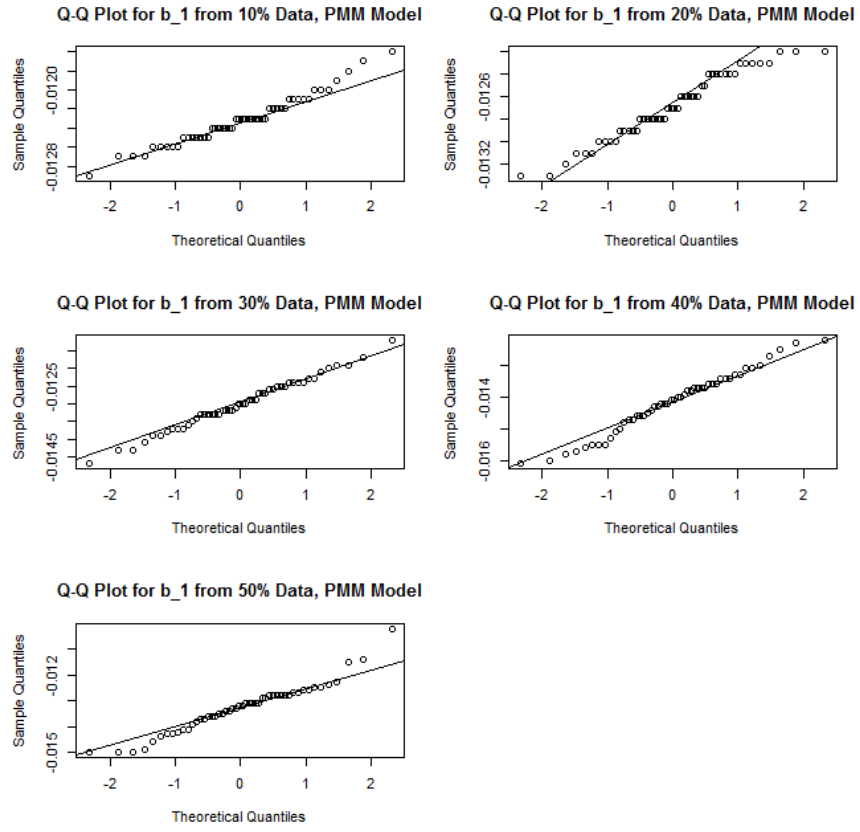 Q-Q Plot for b_1 from 10% Data, PMM Model
Sample Quantiles
-0.0120
-0.0128
-2 -1 0 1 2
Theoretical Quantiles
Q-Q Plot for b_1 from 20% Data, PMM Model
Sample Quantiles
-0.0126
-0.0132
-2 -1 0 1 2
Theoretical Quantiles
Q-Q Plot for b_1 from 30% Data, PMM Model
Sample Quantiles
-0.0125
-0.0145
-2 -1 0 1 2
Theoretical Quantiles
Q-Q Plot for b_1 from 40% Data, PMM Model
Sample Quantiles
-0.014
-0.016
-2 -1 0 1 2
Theoretical Quantiles
Q-Q Plot for b_1 from 50% Data, PMM Model
Sample Quantiles
-0.012
-0.015
-2 -1 0 1 2
Theoretical Quantiles